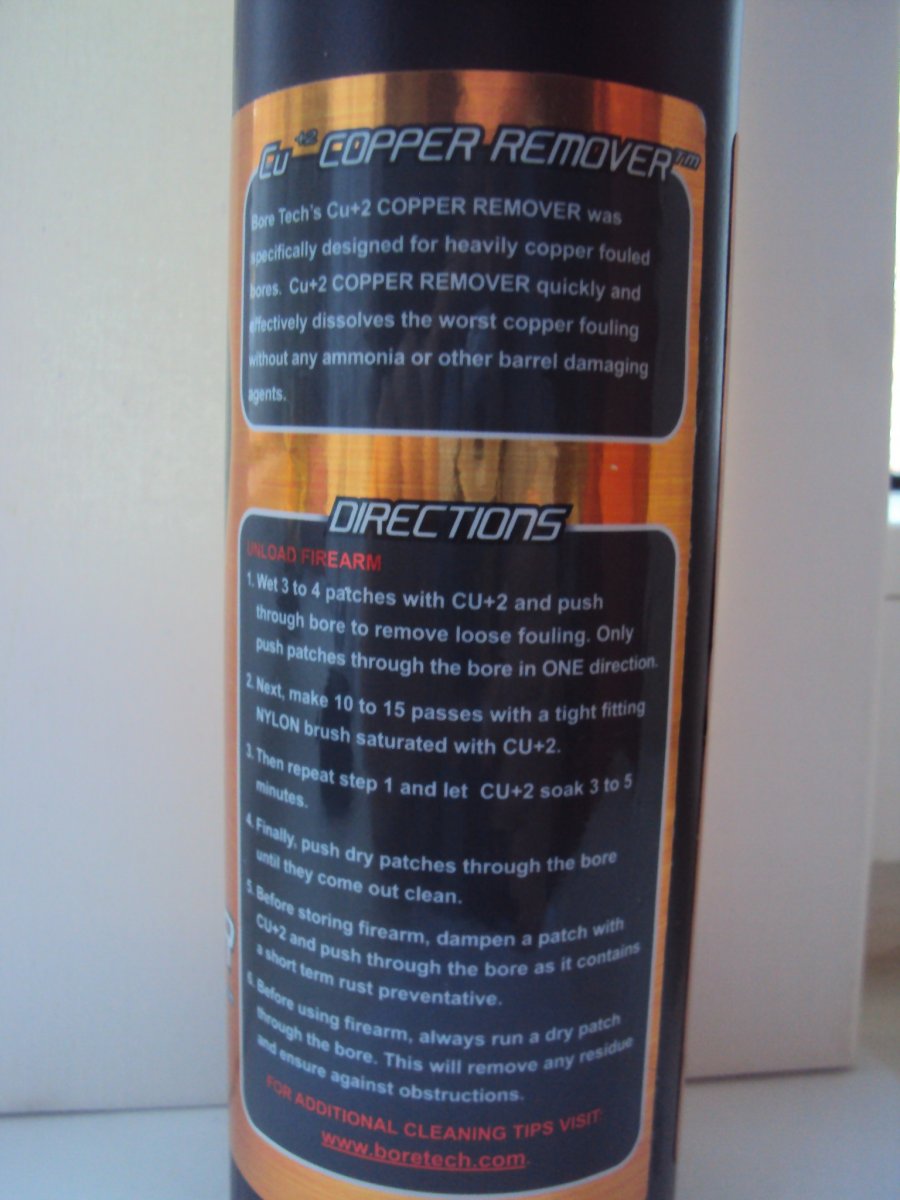 Cu+2 COPPER REMOVER™
Bore Tech's Cu+2 COPPER REMOVER was
specifically designed for heavily copper fouled
bores. Cu+2 COPPER REMOVER quickly and
effectively dissolves the worst copper fouling
without any ammonia or other barrel damaging
agents.
DIRECTIONS
UNLOAD FIREARM
1. Wet 3 to 4 patches with CU+2 and push
through bore to remove loose fouling. Only
push patches through the bore in ONE direction.
2. Next, make 10 to 15 passes with a tight fitting
NYLON brush saturated with CU+2.
3. Then repeat step 1 and let CU+2 soak 3 to 5
minutes.
4. Finally, push dry patches through the bore
until they come out clean.
5. Before storing firearm, dampen a patch with
CU+2 and push through the bore as it contains
a short term rust preventative.
6. Before using firearm, always run a dry patch
through the bore. This will remove any residue
and ensure against obstructions.
FOR ADDITIONAL CLEANING TIPS VISIT:
www.boretech.com.